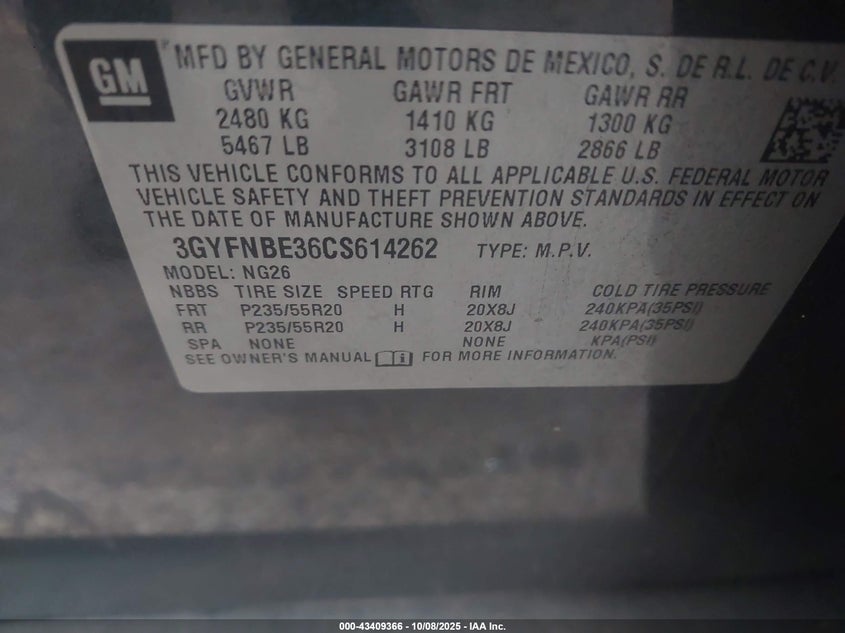 GM
MFD BY GENERAL MOTORS DE MEXICO, S. DE R.L. DE C.V.
GVWR GAWR FRT GAWR RR
2480 KG 1410 KG 1300 KG
5467 LB 3108 LB 2866 LB
THIS VEHICLE CONFORMS TO ALL APPLICABLE U.S. FEDERAL MOTOR
VEHICLE SAFETY AND THEFT PREVENTION STANDARDS IN EFFECT ON
THE DATE OF MANUFACTURE SHOWN ABOVE.
3GYFNBE36CS614262 TYPE: M.P.V.
MODEL: NG26
NBBS TIRE SIZE SPEED RTG RIM COLD TIRE PRESSURE
FRT P235/55R20 H 20X8J 240KPA(35PSI)
RR P235/55R20 H 20X8J 240KPA(35PSI)
SPA NONE NONE KPA(PSI)
SEE OWNER'S MANUAL FOR MORE INFORMATION.
000-43409366 - 10/08/2025 - IAA Inc.